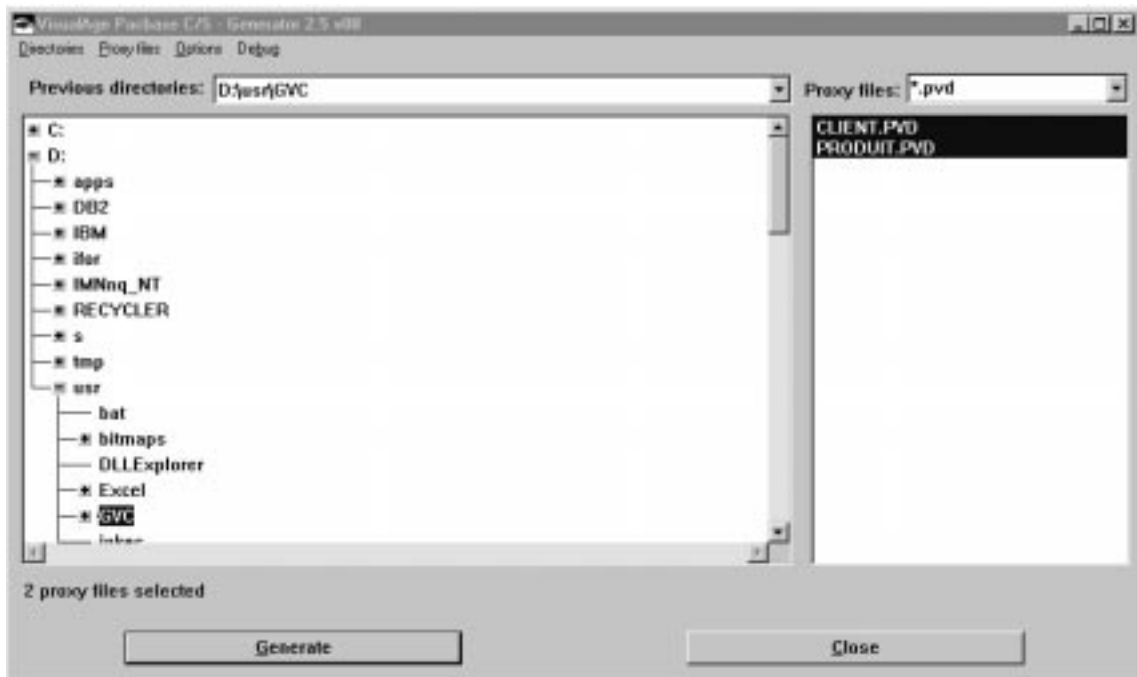 VisualAge Pacbase C/S - Generator 2.5 v08
Directories Proxy files Options Debug
Previous directories: D:\usr\GVC Proxy files: *.pvd
C:
D:
apps
DB2
IBM
ifor
IMNnq_NT
RECYCLER
s
tmp
usr
bat
bitmaps
DLLExplorer
Excel
GVC
CLIENT.PVD
PRODUIT.PVD
2 proxy files selected
Generate Close